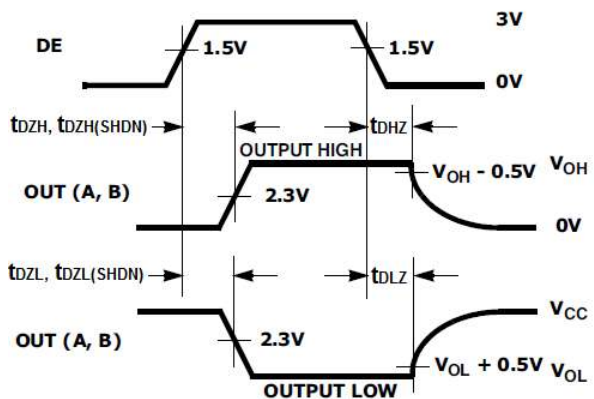 3V
DE
1.5V
1.5V
0V
tDZH, tDZH(SHDN)
tDHZ
OUTPUT HIGH
VOH - 0.5V
VOH
OUT (A, B)
2.3V
0V
tDZL, tDZL(SHDN)
tDLZ
VCC
OUT (A, B)
2.3V
VOL + 0.5V
VOL
OUTPUT LOW